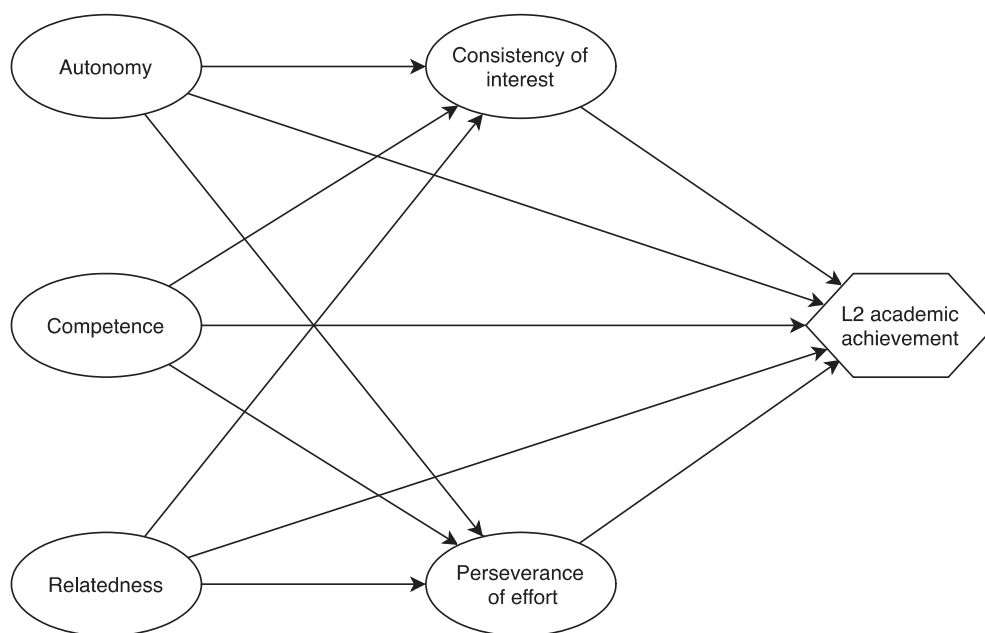 Autonomy
Consistency of
interest
Competence
L2 academic
achievement
Relatedness
Perseverance
of effort